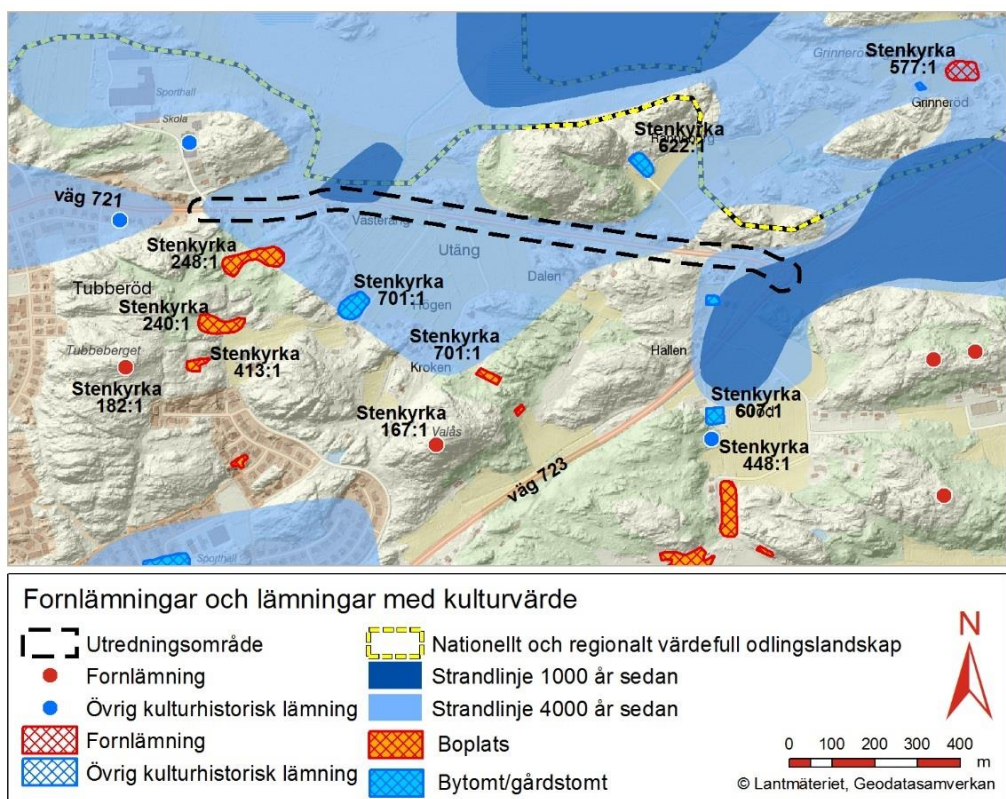 Grinneröd
Stenkyrka
577:1
Grinneröd
Sporthall
Skola
Stenkyrka
622:1
väg 721
Västeräng
Utäng
Stenkyrka
248:1
Dalen
Tubberöd
Stenkyrka
701:1
Högen
Stenkyrka
240:1
Stenkyrka
701:1
Hallen
Tubbeberget
Stenkyrka
413:1
Kroken
Stenkyrka
182:1
Stenkyrka
167:1
Valås
Stenkyrka
607:1
Stenkyrka
448:1
väg 723
Sporthall
Fornlämningar och lämningar med kulturvärde
Utredningsområde
Fornlämning
Övrig kulturhistorisk lämning
Fornlämning
Övrig kulturhistorisk lämning
Nationellt och regionalt värdefull odlingslandskap
Strandlinje 1000 år sedan
Strandlinje 4000 år sedan
Boplats
Bytomt/gårdstomt
N
0 100 200 300 400
m
© Lantmäteriet, Geodatasamverkan